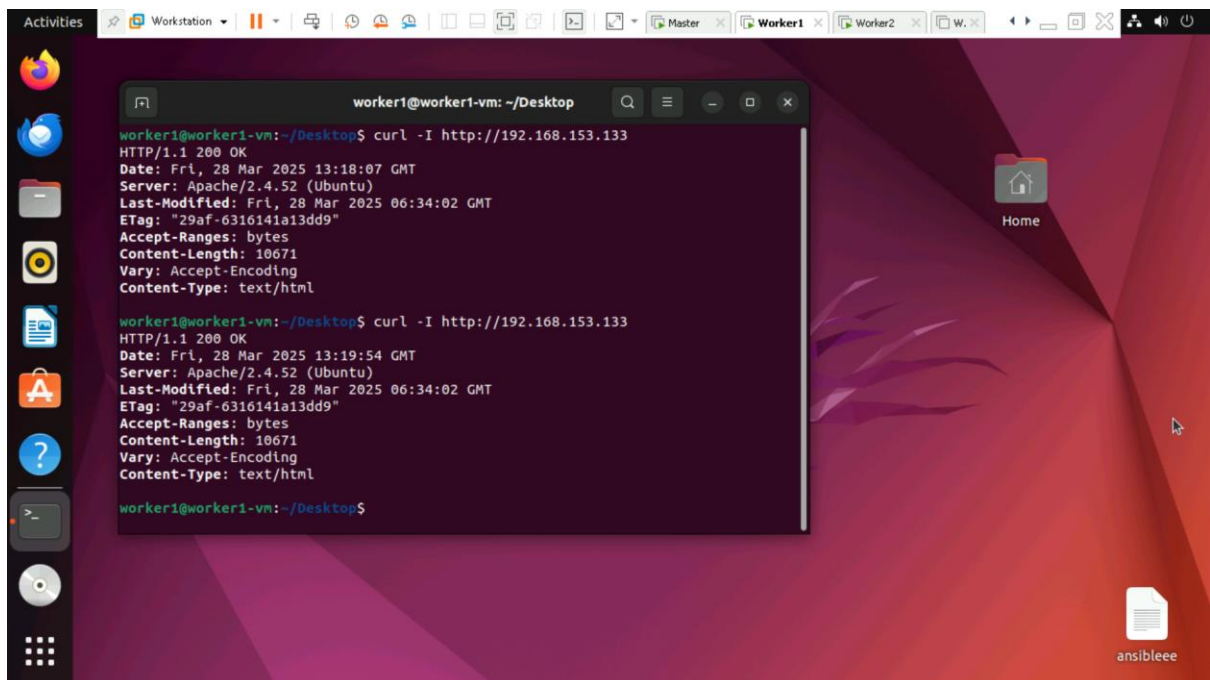 Activities
Workstation
Master
Worker1
Worker2
W.
worker1@worker1-vm: ~/Desktop
worker1@worker1-vm:~/Desktop$ curl -I http://192.168.153.133
HTTP/1.1 200 OK
Date: Fri, 28 Mar 2025 13:18:07 GMT
Server: Apache/2.4.52 (Ubuntu)
Last-Modified: Fri, 28 Mar 2025 06:34:02 GMT
ETag: "29af-6316141a13dd9"
Accept-Ranges: bytes
Content-Length: 10671
Vary: Accept-Encoding
Content-Type: text/html
worker1@worker1-vm:~/Desktop$ curl -I http://192.168.153.133
HTTP/1.1 200 OK
Date: Fri, 28 Mar 2025 13:19:54 GMT
Server: Apache/2.4.52 (Ubuntu)
Last-Modified: Fri, 28 Mar 2025 06:34:02 GMT
ETag: "29af-6316141a13dd9"
Accept-Ranges: bytes
Content-Length: 10671
Vary: Accept-Encoding
Content-Type: text/html
worker1@worker1-vm:~/Desktop$
Home
ansibleee